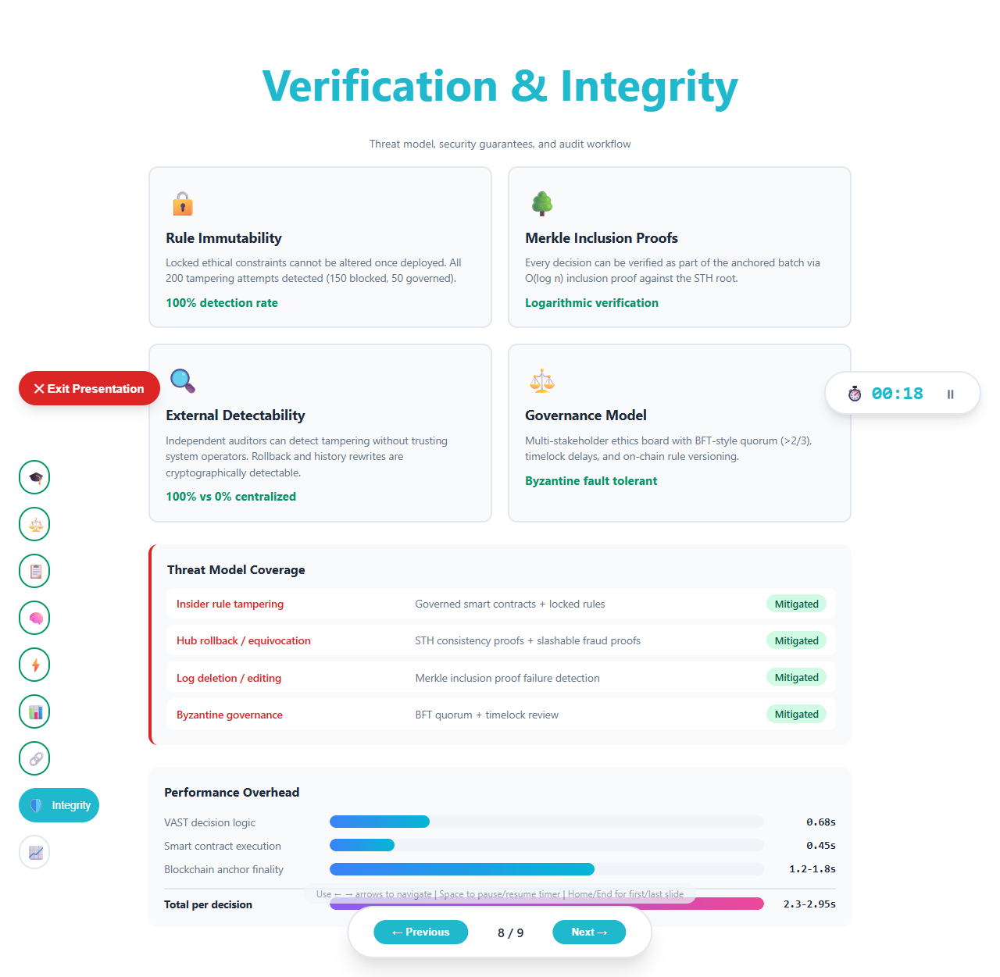 Verification & Integrity
Threat model, security guarantees, and audit workflow
Rule Immutability
Locked ethical constraints cannot be altered once deployed. All
200 tampering attempts detected (150 blocked, 50 governed).
100% detection rate
Merkle Inclusion Proofs
Every decision can be verified as part of the anchored batch via
O(log n) inclusion proof against the STH root.
Logarithmic verification
❌ Exit Presentation
External Detectability
Independent auditors can detect tampering without trusting
system operators. Rollback and history rewrites are
cryptographically detectable.
100% vs 0% centralized
Governance Model
Multi-stakeholder ethics board with BFT-style quorum (>2/3),
timelock delays, and on-chain rule versioning.
Byzantine fault tolerant
00:18
Threat Model Coverage
Insider rule tampering Governed smart contracts + locked rules Mitigated
Hub rollback / equivocation STH consistency proofs + slashable fraud proofs Mitigated
Log deletion / editing Merkle inclusion proof failure detection Mitigated
Byzantine governance BFT quorum + timelock review Mitigated
Integrity
Performance Overhead
VAST decision logic 0.68s
Smart contract execution 0.45s
Blockchain anchor finality 1.2-1.8s
Use ← → arrows to navigate | Space to pause/resume timer | Home/End for first/last slide
Total per decision 2.3-2.95s
← Previous 8 / 9 Next →